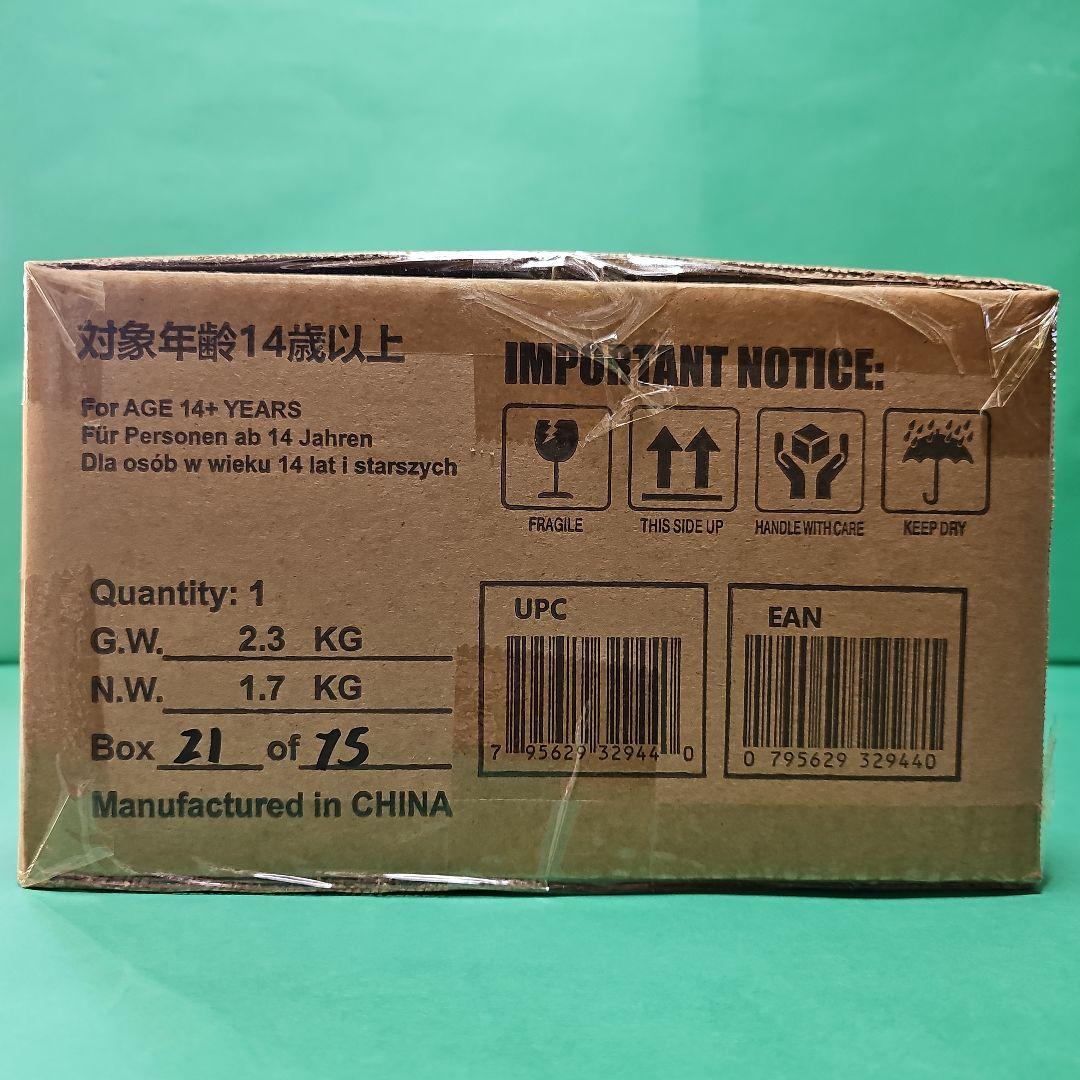 対象年齢14歳以上
For AGE 14+ YEARS
Für Personen ab 14 Jahren
Dla osób w wieku 14 lat i starszych
IMPORTANT NOTICE:
FRAGILE
THIS SIDE UP
HANDLE WITH CARE
KEEP DRY
Quantity: 1
G.W. 2.3 KG
N.W. 1.7 KG
Box 21 of 75
Manufactured in CHINA
UPC
7 95629 32944 0
EAN
0 795629 329440